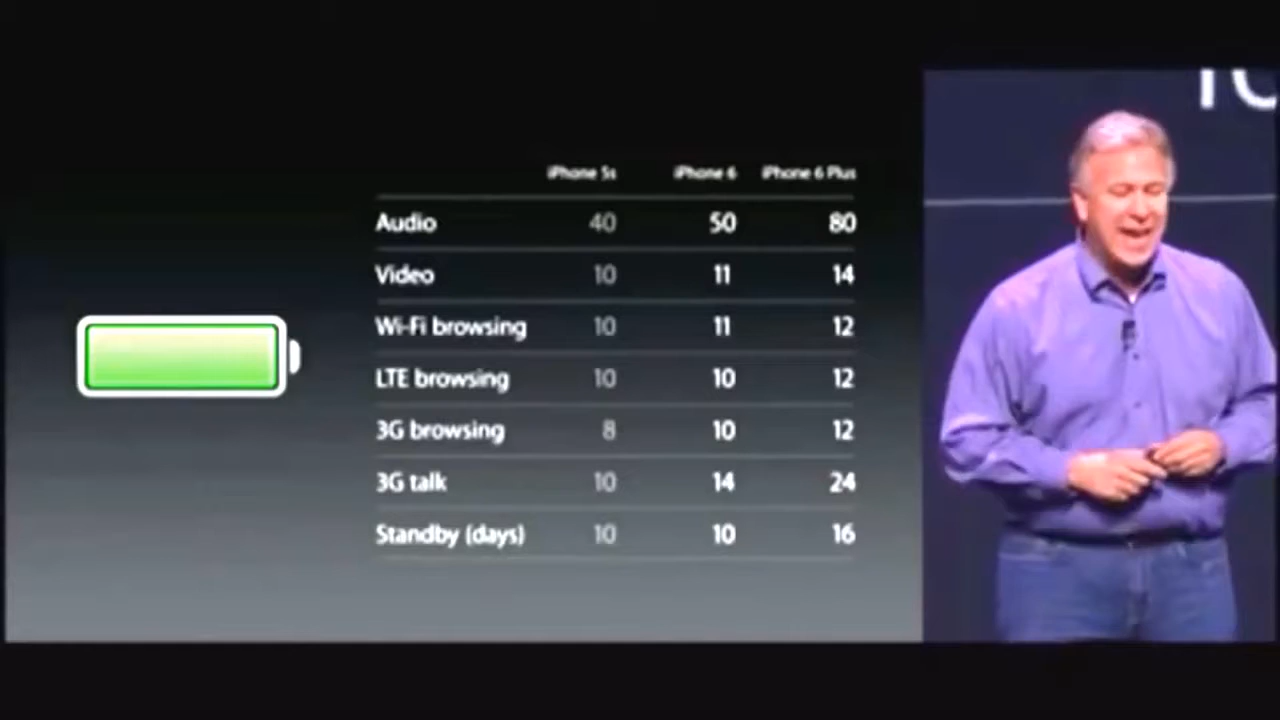 iPhone 5s iPhone 6 iPhone 6 Plus
Audio 40 50 80
Video 10 11 14
Wi-Fi browsing 10 11 12
LTE browsing 10 10 12
3G browsing 8 10 12
3G talk 10 14 24
Standby (days) 10 10 16